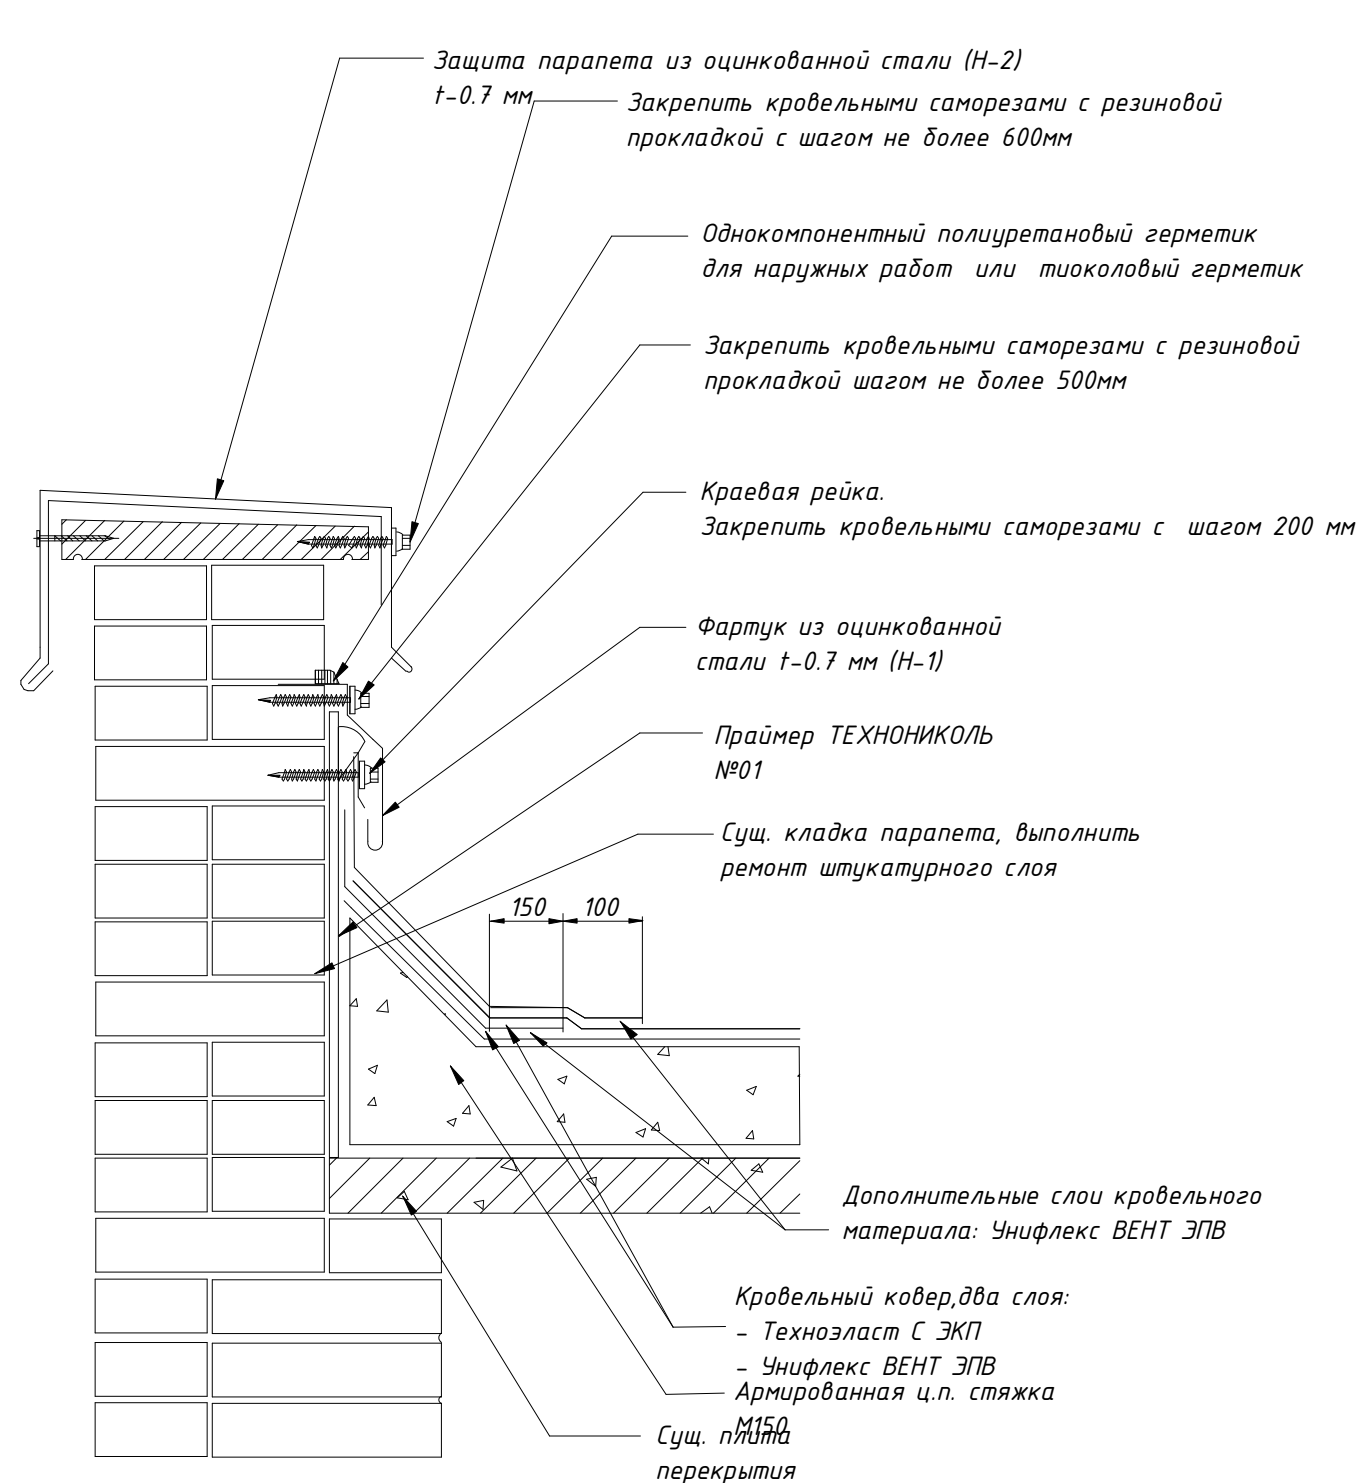 Защита парапета из оцинкованной стали (Н-2)
t-0.7 мм
Закрепить кровельными саморезами с резиновой
прокладкой с шагом не более 600мм
Однокомпонентный полиуретановый герметик
для наружных работ или тиоколовый герметик
Закрепить кровельными саморезами с резиновой
прокладкой шагом не более 500мм
Краевая рейка.
Закрепить кровельными саморезами с шагом 200 мм
Фартук из оцинкованной
стали t-0.7 мм (Н-1)
Праймер ТЕХНОНИКОЛЬ
№01
Сущ. кладка парапета, выполнить
ремонт штукатурного слоя
150 100
Дополнительные слои кровельного
материала: Унифлекс ВЕНТ ЭПВ
Кровельный ковер,два слоя:
- Техноэласт С ЭКП
- Унифлекс ВЕНТ ЭПВ
Армированная ц.п. стяжка
М150
Сущ. плита
перекрытия